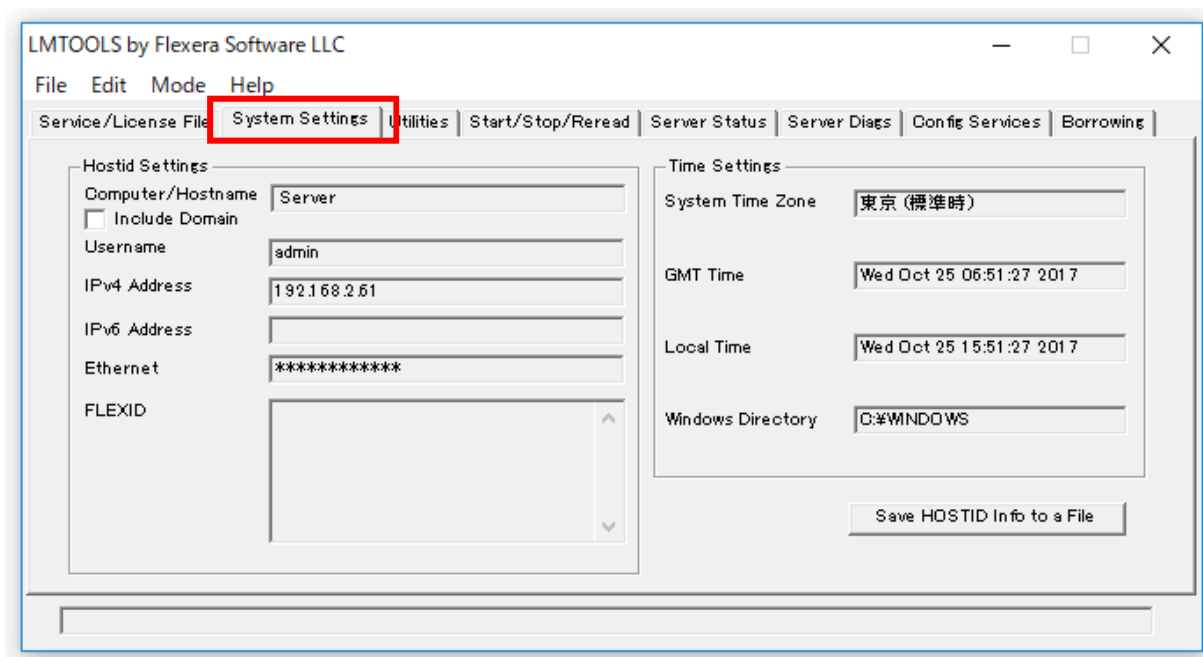 LMTOOLS by Flexera Software LLC
File Edit Mode Help
Service/License File System Settings Utilities Start/Stop/Reread Server Status Server Diags Config Services Borrowing
Hostid Settings
Computer/Hostname Server
Include Domain
Username admin
IPv4 Address 192.168.2.61
IPv6 Address
Ethernet ************
FLEXID
Time Settings
System Time Zone 東京 (標準時)
GMT Time Wed Oct 25 06:51:27 2017
Local Time Wed Oct 25 15:51:27 2017
Windows Directory C:¥WINDOWS
Save HOSTID Info to a File